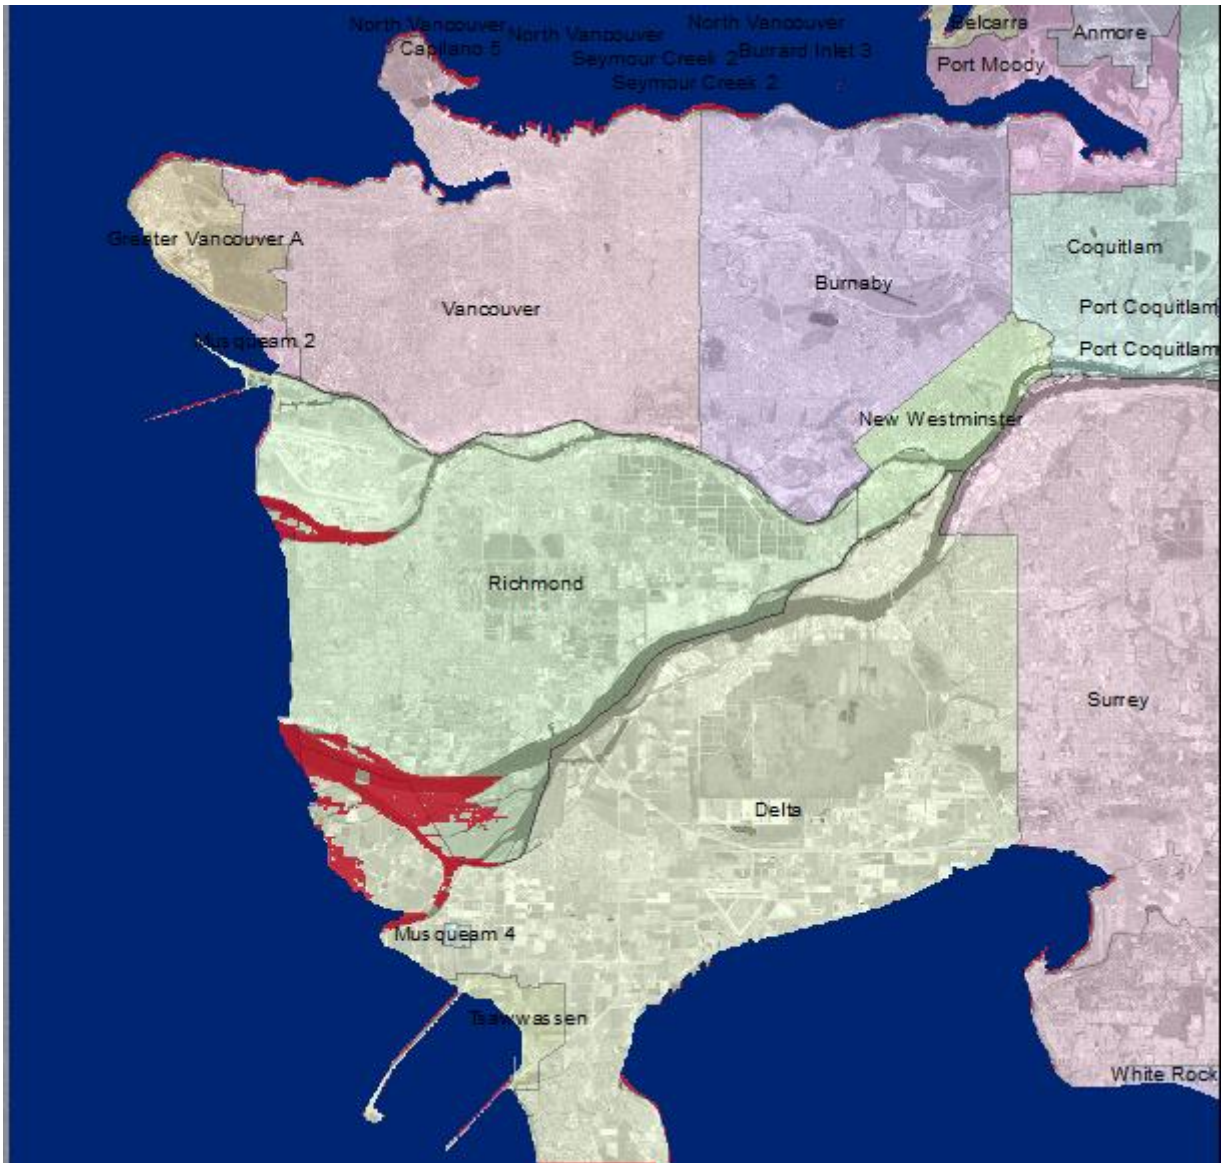 North Vancouver
North Vancouver
North Vancouver
Belcarra
Anmore
Capilano 5
Seymour Creek 2
Burrard Inlet 3
Port Moody
Seymour Creek 2
Greater Vancouver A
Coquitlam
Burnaby
Vancouver
Port Coquitlam
Musqueam 2
Port Coquitlam
New Westminster
Richmond
Surrey
Delta
Musqueam 4
Tsawwassen
White Rock